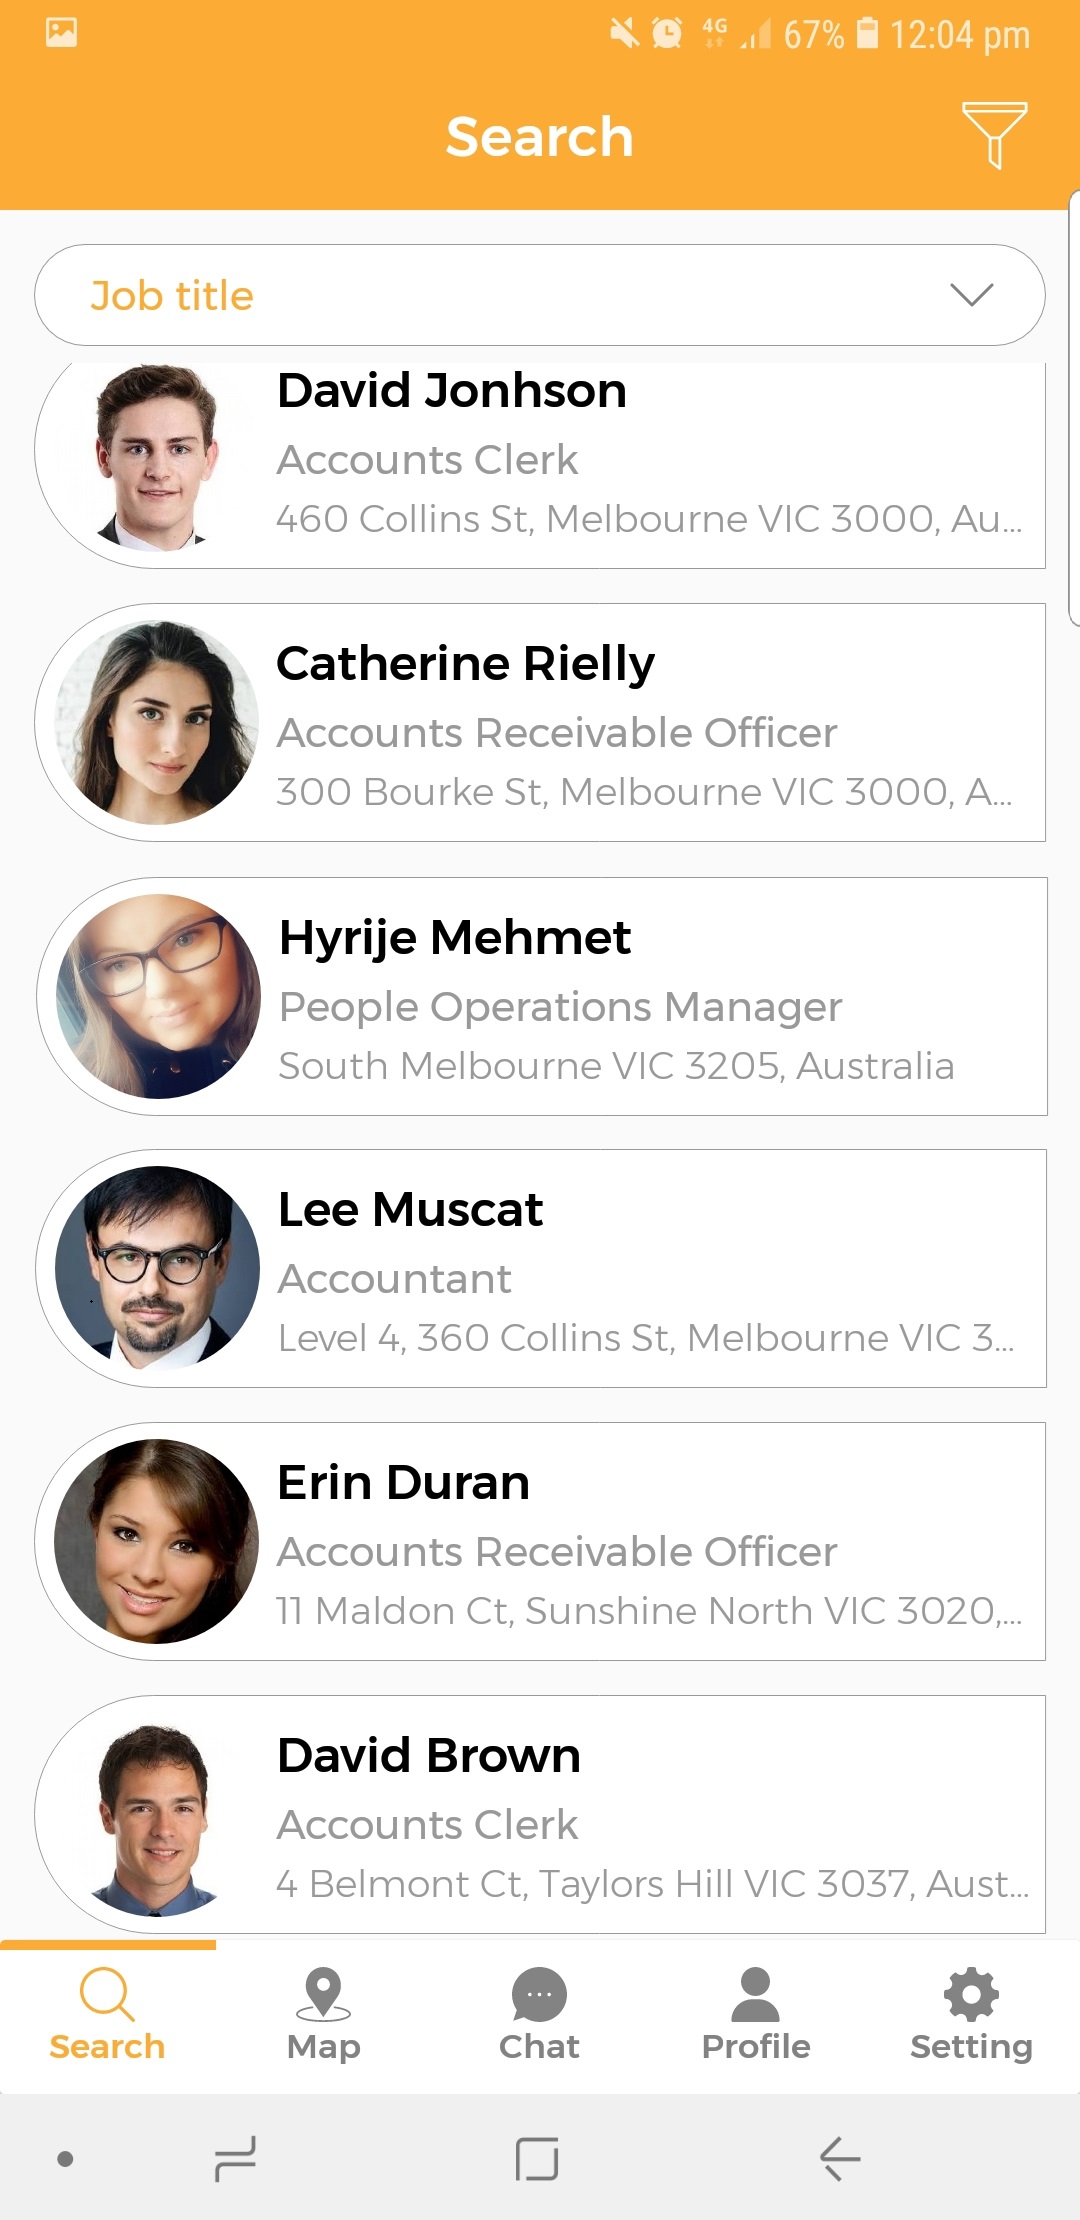 4G 67% 12:04 pm
Search
Job title
David Jonhson
Accounts Clerk
460 Collins St, Melbourne VIC 3000, Au...
Catherine Rielly
Accounts Receivable Officer
300 Bourke St, Melbourne VIC 3000, A...
Hyrije Mehmet
People Operations Manager
South Melbourne VIC 3205, Australia
Lee Muscat
Accountant
Level 4, 360 Collins St, Melbourne VIC 3...
Erin Duran
Accounts Receivable Officer
11 Maldon Ct, Sunshine North VIC 3020,...
David Brown
Accounts Clerk
4 Belmont Ct, Taylors Hill VIC 3037, Aust...
Search Map Chat Profile Setting